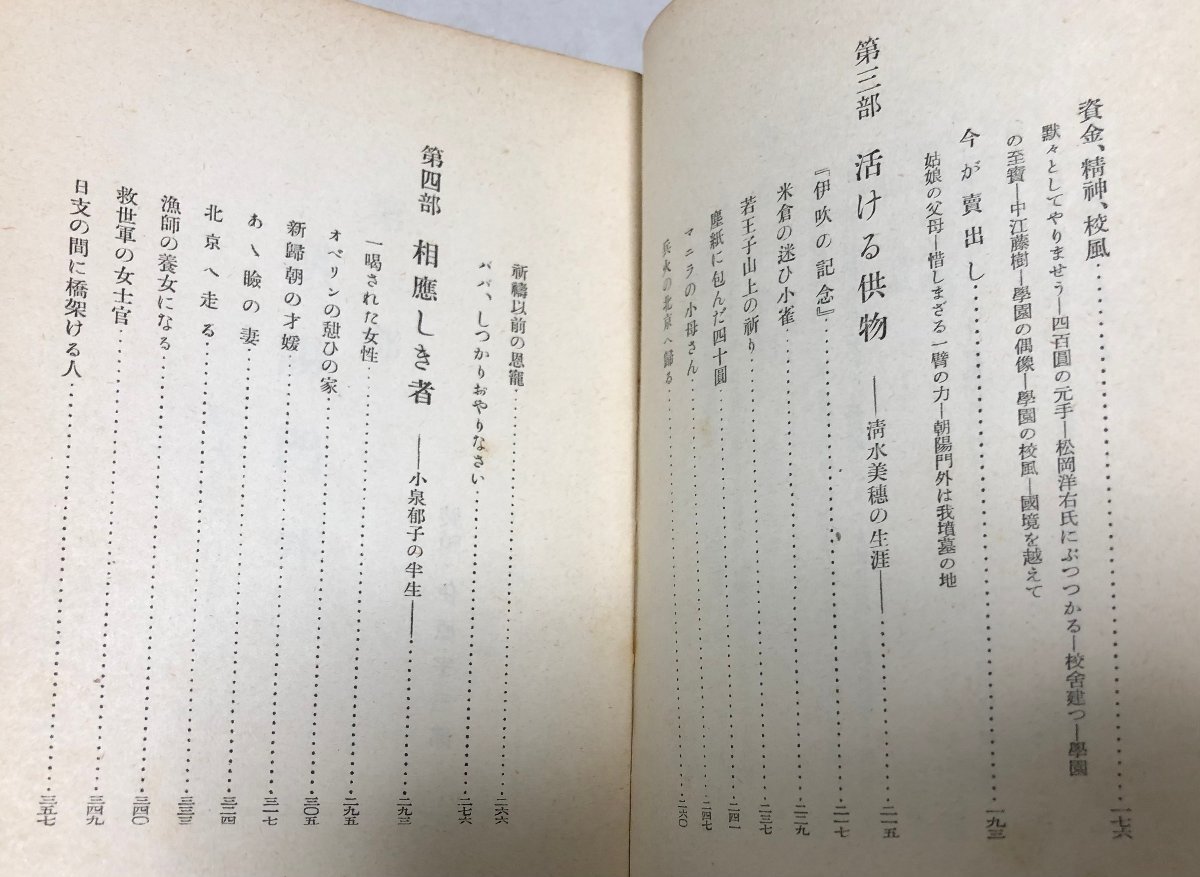 資金、精神、校風‥‥‥‥‥‥一七六
默々としてやりませう―四百圓の元手―松岡洋右氏にぶつつかる―校舍建つ―學園
の至寶―中江藤樹―學園の偶像―學園の校風―國境を越えて
今が賣出し‥‥‥‥‥‥一九三
姑娘の父母―惜しまざる一臂の力―朝陽門外は我墳墓の地
第三部 活ける供物 ――淸水美穗の生涯――‥‥‥‥‥‥二一五
『伊吹の記念』‥‥‥‥‥‥二一七
米倉の迷ひ小雀‥‥‥‥‥‥二二九
若王子山上の祈り‥‥‥‥‥‥二三七
塵紙に包んだ四十圓‥‥‥‥‥‥二四一
マニラの小母さん‥‥‥‥‥‥二四七
兵火の北京へ歸る‥‥‥‥‥‥二六〇
祈禱以前の恩寵‥‥‥‥‥‥二六六
パパ、しつかりおやりなさい‥‥‥‥‥‥二七六
第四部 相應しき者 ――小泉郁子の半生――‥‥‥‥‥‥二九三
一喝された女性‥‥‥‥‥‥二九五
オベリンの憩ひの家‥‥‥‥‥‥三〇五
新歸朝の才媛‥‥‥‥‥‥三一七
あゝ瞼の妻‥‥‥‥‥‥三二四
北京へ走る‥‥‥‥‥‥三三三
漁師の養女になる‥‥‥‥‥‥三四〇
救世軍の女士官‥‥‥‥‥‥三四九
日支の間に橋架ける人‥‥‥‥‥‥三五七